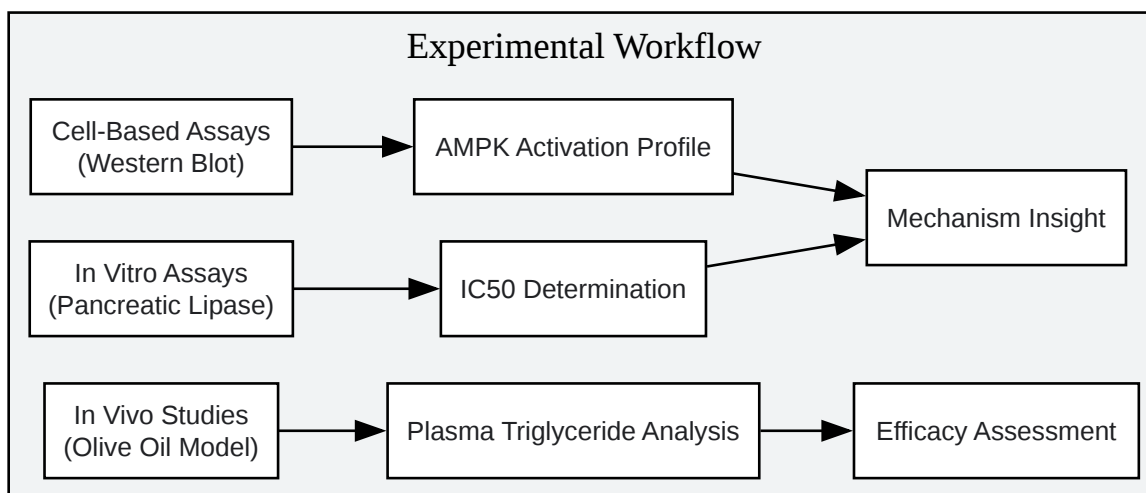 Experimental Workflow
Cell-Based Assays
(Western Blot)
AMPK Activation Profile
Mechanism Insight
In Vitro Assays
(Pancreatic Lipase)
IC50 Determination
In Vivo Studies
(Olive Oil Model)
Plasma Triglyceride Analysis
Efficacy Assessment